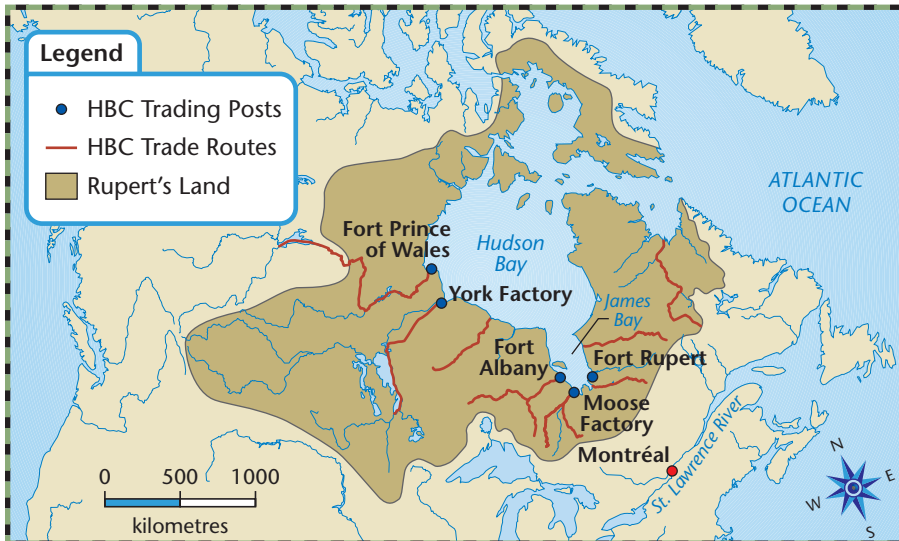 Legend
HBC Trading Posts
HBC Trade Routes
Rupert's Land
ATLANTIC
OCEAN
Fort Prince
of Wales
Hudson
Bay
York Factory
James
Bay
Fort
Albany
Fort Rupert
Moose
Factory
Montréal
St. Lawrence River
0 500 1000
kilometres
N
E
W
S